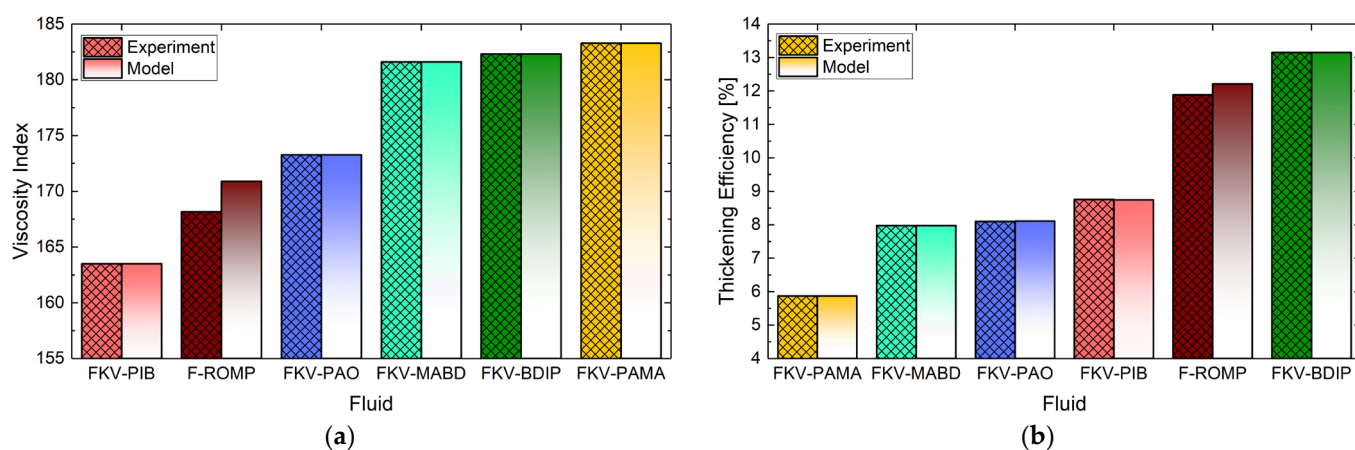 185
180
175
170
165
160
155
Viscosity Index
Experiment
Model
FKV-PIB F-ROMP FKV-PAO FKV-MABD FKV-BDIP FKV-PAMA
Fluid
(a)
14
13
12
11
10
9
8
7
6
5
4
Thickening Efficiency [%]
Experiment
Model
FKV-PAMA FKV-MABD FKV-PAO FKV-PIB F-ROMP FKV-BDIP
Fluid
(b)